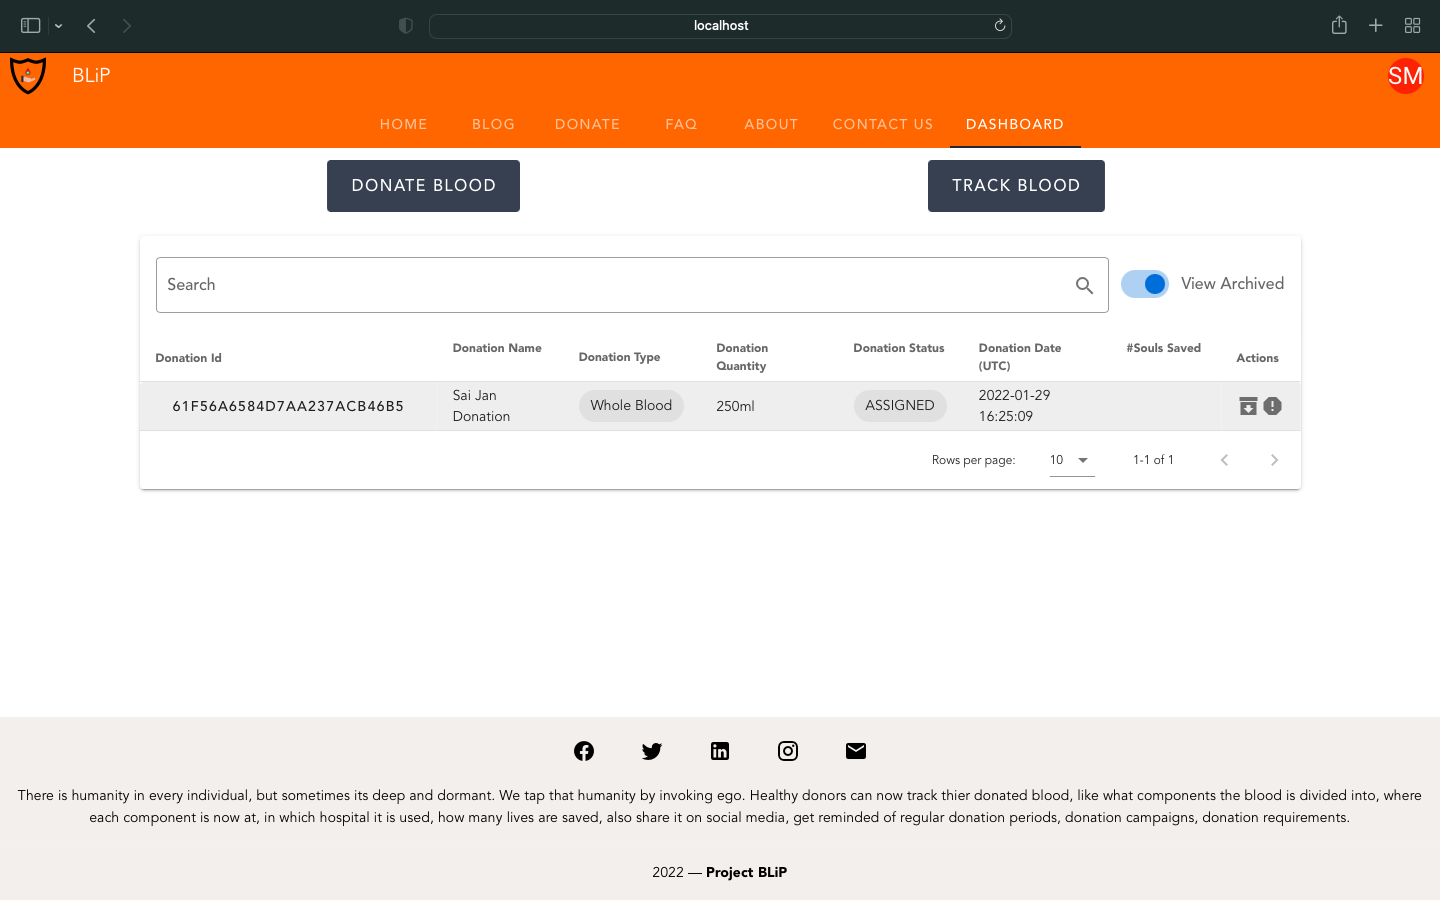 localhost
BLiP
SM
HOME BLOG DONATE FAQ ABOUT CONTACT US DASHBOARD
DONATE BLOOD TRACK BLOOD
Search
View Archived
Donation Id
Donation Name
Donation Type
Donation
Quantity
Donation Status
Donation Date
(UTC)
#Souls Saved
Actions
61F56A6584D7AA237ACB46B5
Sai Jan
Donation
Whole Blood
250ml
ASSIGNED
2022-01-29
16:25:09
Rows per page: 10 1-1 of 1
There is humanity in every individual, but sometimes its deep and dormant. We tap that humanity by invoking ego. Healthy donors can now track thier donated blood, like what components the blood is divided into, where
each component is now at, in which hospital it is used, how many lives are saved, also share it on social media, get reminded of regular donation periods, donation campaigns, donation requirements.
2022 — Project BLiP